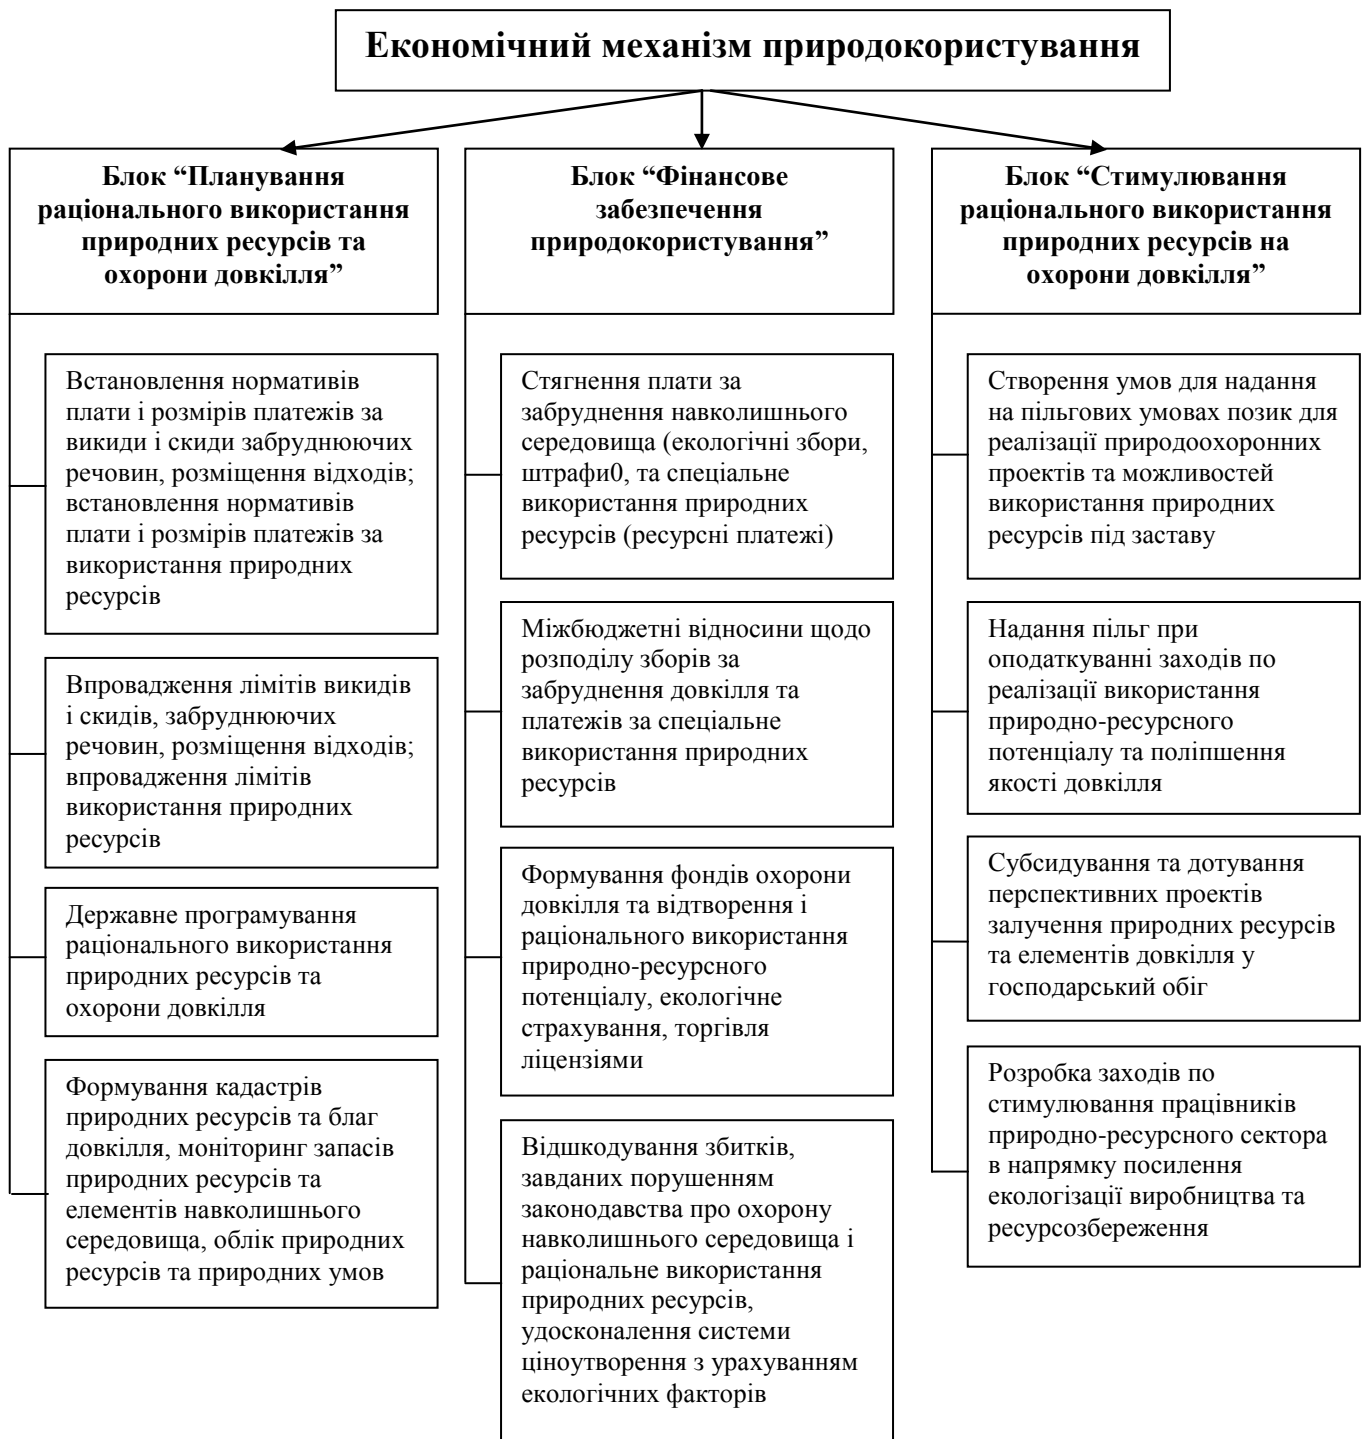 Економічний механізм природокористування
Блок “Планування
раціонального використання
природних ресурсів та
охорони довкілля”
Встановлення нормативів
плати і розмірів платежів за
викиди і скиди забруднюючих
речовин, розміщення відходів;
встановлення нормативів
плати і розмірів платежів за
використання природних
ресурсів
Впровадження лімітів викидів
і скидів, забруднюючих
речовин, розміщення відходів;
впровадження лімітів
використання природних
ресурсів
Державне програмування
раціонального використання
природних ресурсів та
охорони довкілля
Формування кадастрів
природних ресурсів та благ
довкілля, моніторинг запасів
природних ресурсів та
елементів навколишнього
середовища, облік природних
ресурсів та природних умов
Блок “Фінансове
забезпечення
природокористування”
Стягнення плати за
забруднення навколишнього
середовища (екологічні збори,
штрафи0, та спеціальне
використання природних
ресурсів (ресурсні платежі)
Міжбюджетні відносини щодо
розподілу зборів за
забруднення довкілля та
платежів за спеціальне
використання природних
ресурсів
Формування фондів охорони
довкілля та відтворення і
раціонального використання
природно-ресурсного
потенціалу, екологічне
страхування, торгівля
ліцензіями
Відшкодування збитків,
завданих порушенням
законодавства про охорону
навколишнього середовища і
раціональне використання
природних ресурсів,
удосконалення системи
ціноутворення з урахуванням
екологічних факторів
Блок “Стимулювання
раціонального використання
природних ресурсів на
охорони довкілля”
Створення умов для надання
на пільгових умовах позик для
реалізації природоохоронних
проектів та можливостей
використання природних
ресурсів під заставу
Надання пільг при
оподаткуванні заходів по
реалізації використання
природно-ресурсного
потенціалу та поліпшення
якості довкілля
Субсидування та дотування
перспективних проектів
залучення природних ресурсів
та елементів довкілля у
господарський обіг
Розробка заходів по
стимулювання працівників
природно-ресурсного сектора
в напрямку посилення
екологізації виробництва та
ресурсозбереження